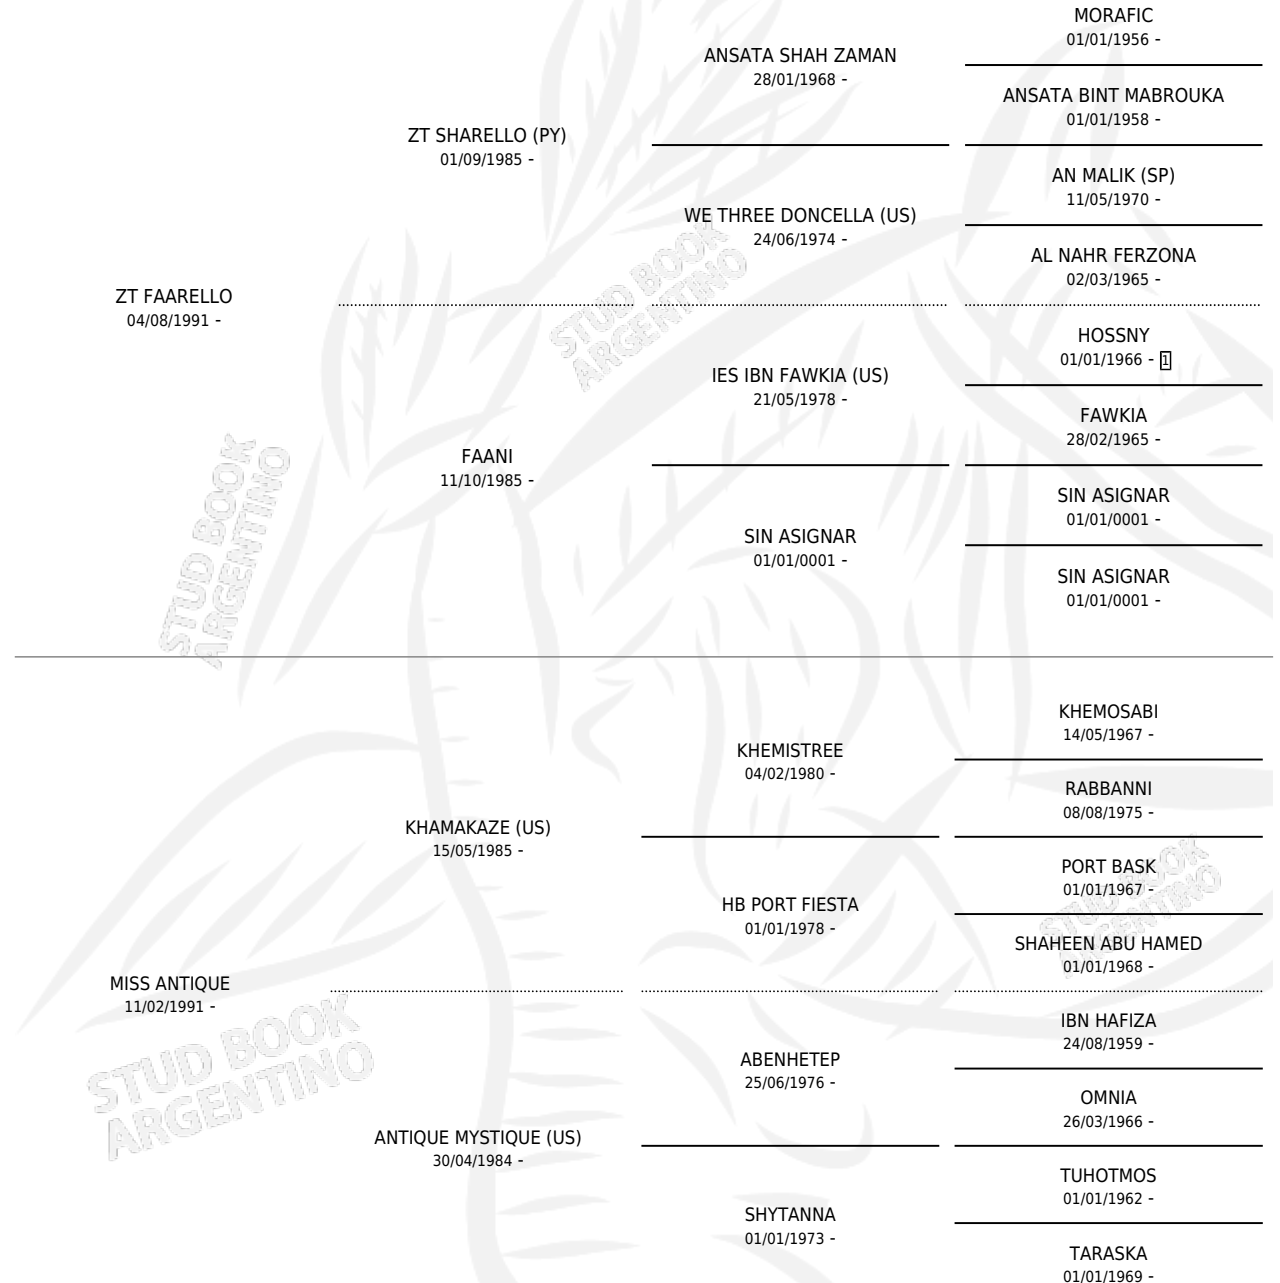 MORAFIC
01/01/1956 -
ANSATA SHAH ZAMAN
28/01/1968 -
ANSATA BINT MABROUKA
01/01/1958 -
ZT SHARELLO (PY)
01/09/1985 -
AN MALIK (SP)
11/05/1970 -
WE THREE DONCELLA (US)
24/06/1974 -
AL NAHR FERZONA
02/03/1965 -
ZT FAARELLO
04/08/1991 -
HOSSNY
01/01/1966 - 1
IES IBN FAWKIA (US)
21/05/1978 -
FAWKIA
28/02/1965 -
FAANI
11/10/1985 -
SIN ASIGNAR
01/01/0001 -
SIN ASIGNAR
01/01/0001 -
SIN ASIGNAR
01/01/0001 -
STUD BOOK
ARGENTINO
STUD BOOK
ARGENTINO
KHEMOSABI
14/05/1967 -
KHEMISTREE
04/02/1980 -
RABBANNI
08/08/1975 -
KHAMAKAZE (US)
15/05/1985 -
PORT BASK
01/01/1967 -
HB PORT FIESTA
01/01/1978 -
SHAHEEN ABU HAMED
01/01/1968 -
MISS ANTIQUE
11/02/1991 -
IBN HAFIZA
24/08/1959 -
ABENHETEP
25/06/1976 -
OMNIA
26/03/1966 -
ANTIQUE MYSTIQUE (US)
30/04/1984 -
TUHOTMOS
01/01/1962 -
SHYTANNA
01/01/1973 -
TARASKA
01/01/1969 -
STUD BOOK
ARGENTINO
STUD BOOK
ARGENTINO